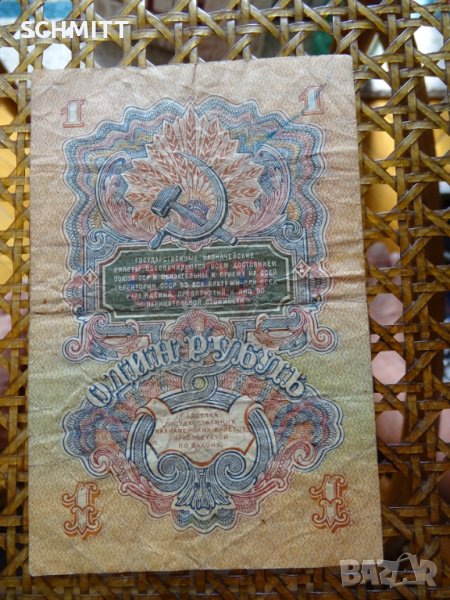 SCHMITT
1 1
ГОСУДАРСТВЕННЫЕ КАЗНАЧЕЙСКИЕ
БИЛЕТЫ ОБЕСПЕЧИВАЮТСЯ ВСЕМ ДОСТОЯНИЕМ
СОЮЗА ССР И ОБЯЗАТЕЛЬНЫ К ПРИЕМУ НА ВСЕЙ
ТЕРРИТОРИИ СССР ВО ВСЕ ПЛАТЕЖИ ДЛЯ ВСЕХ
УЧРЕЖДЕНИЙ, ПРЕДПРИЯТИЙ И ЛИЦ ПО
НАРИЦАТЕЛЬНОЙ СТОИМОСТИ
ОДИН РУБЛЬ
ПОДДЕЛКА
ГОСУДАРСТВЕННЫХ
КАЗНАЧЕЙСКИХ БИЛЕТОВ
ПРЕСЛЕДУЕТСЯ
ПО ЗАКОНУ.
1 1
bazar